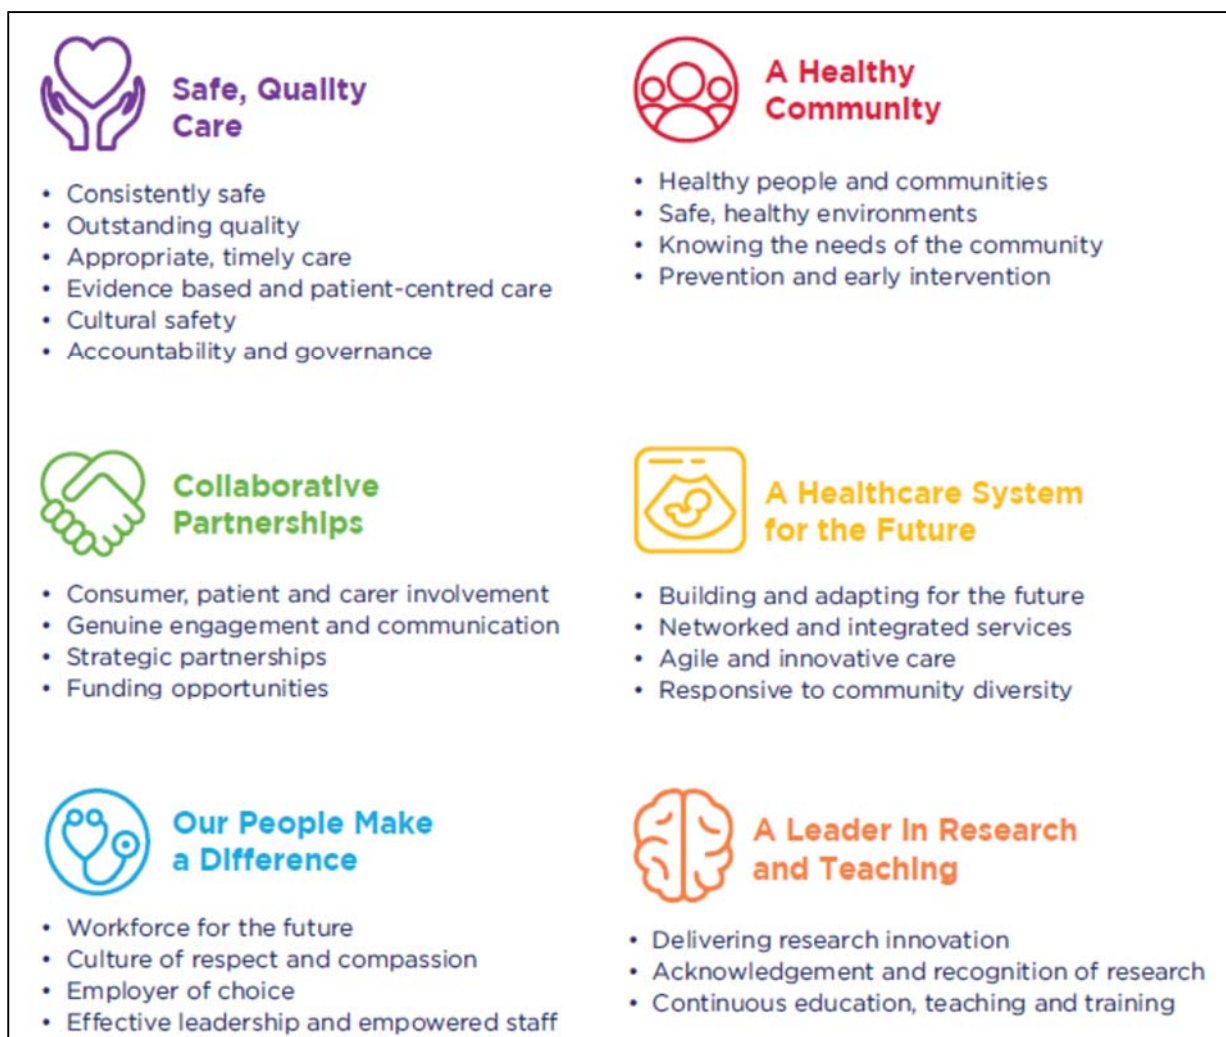 Safe, Quality
Care
• Consistently safe
• Outstanding quality
• Appropriate, timely care
• Evidence based and patient-centred care
• Cultural safety
• Accountability and governance
A Healthy
Community
• Healthy people and communities
• Safe, healthy environments
• Knowing the needs of the community
• Prevention and early intervention
Collaborative
Partnerships
• Consumer, patient and carer involvement
• Genuine engagement and communication
• Strategic partnerships
• Funding opportunities
A Healthcare System
for the Future
• Building and adapting for the future
• Networked and integrated services
• Agile and innovative care
• Responsive to community diversity
Our People Make
a Difference
• Workforce for the future
• Culture of respect and compassion
• Employer of choice
• Effective leadership and empowered staff
A Leader in Research
and Teaching
• Delivering research innovation
• Acknowledgement and recognition of research
• Continuous education, teaching and training